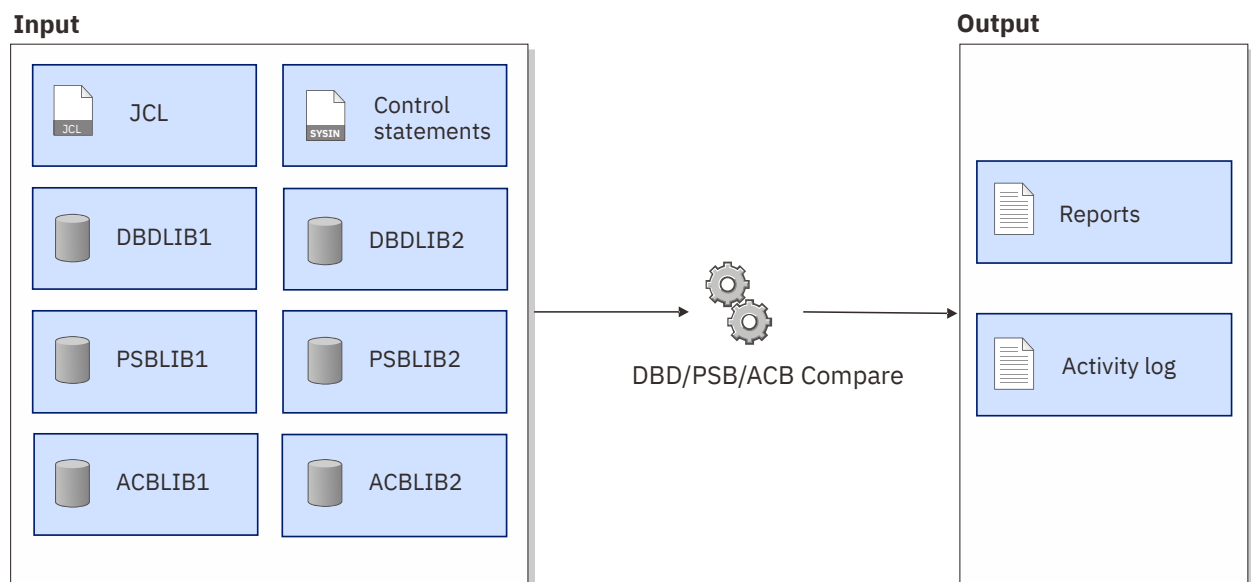 Input
Output
JCL
JCL
SYSIN
Control
statements
DBDLIB1
DBDLIB2
PSBLIB1
PSBLIB2
ACBLIB1
ACBLIB2
DBD/PSB/ACB Compare
Reports
Activity log